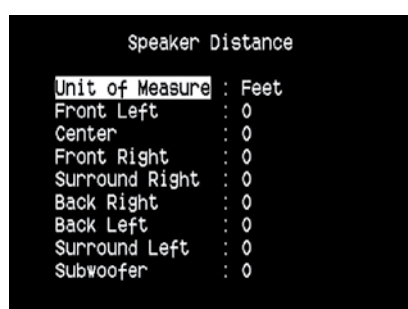 Speaker Distance
Unit of Measure : Feet
Front Left : 0
Center : 0
Front Right : 0
Surround Right : 0
Back Right : 0
Back Left : 0
Surround Left : 0
Subwoofer : 0